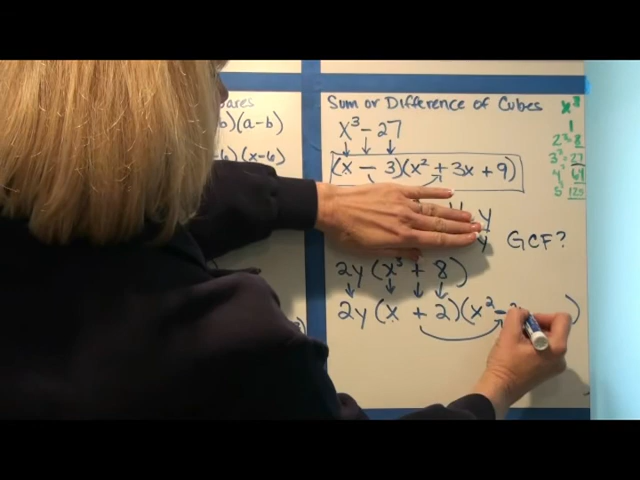 ares
Sum or Difference of Cubes
b)(a-b)
x³ - 27
-6)(x-6)
(x - 3)(x² + 3x + 9)
x³
1
2³= 8
3³= 27
4³ 64
5³ 125
y
y GCF?
2y (x³ + 8)
2y (x + 2)(x² - )